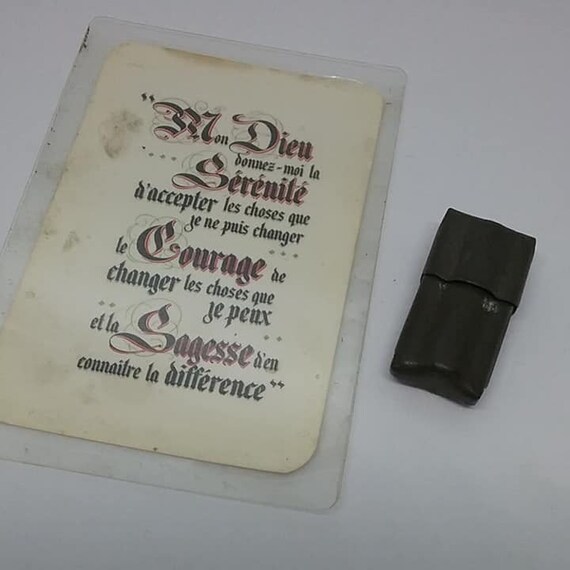 “Mon Dieu
donnez-moi la
Sérénité
d'accepter les choses que
je ne puis changer
le Courage de
changer les choses que
je peux
et la Sagesse d'en
connaitre la différence”